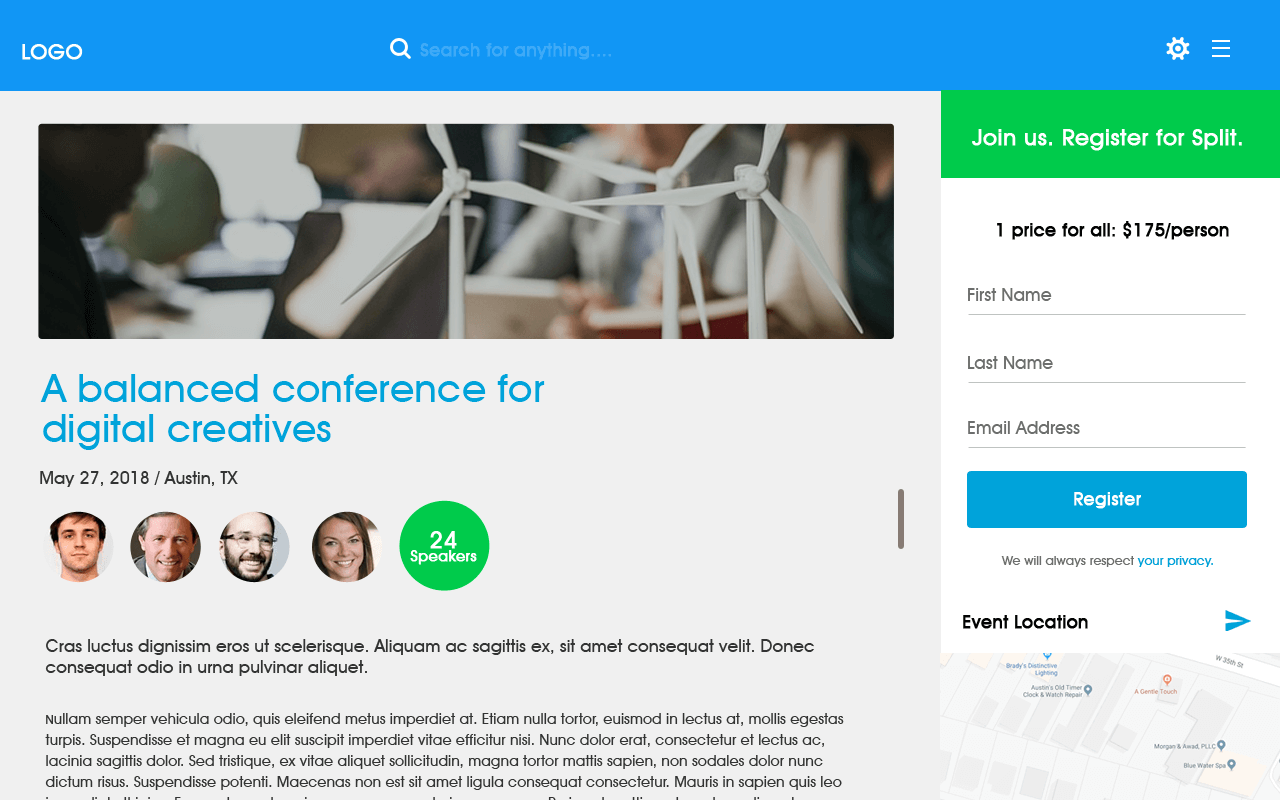 LOGO
Search for anything....
Join us. Register for Split.
1 price for all: $175/person
First Name
Last Name
Email Address
Register
We will always respect your privacy.
Event Location
W 35th St
Brady's Distinctive
Lighting
Austin's Old Timer
Clock & Watch Repair
A Gentle Touch
Morgan & Awad, PLLC
Blue Water Spa
A balanced conference for
digital creatives
May 27, 2018 / Austin, TX
24
Speakers
Cras luctus dignissim eros ut scelerisque. Aliquam ac sagittis ex, sit amet consequat velit. Donec
consequat odio in urna pulvinar aliquet.
Nullam semper vehicula odio, quis eleifend metus imperdiet at. Etiam nulla tortor, euismod in lectus at, mollis egestas
turpis. Suspendisse et magna eu elit suscipit imperdiet vitae efficitur nisi. Nunc dolor erat, consectetur et lectus ac,
lacinia sagittis dolor. Sed tristique, ex vitae aliquet sollicitudin, magna tortor mattis sapien, non sodales dolor nunc
dictum risus. Suspendisse potenti. Maecenas non est sit amet ligula consequat consectetur. Mauris in sapien quis leo